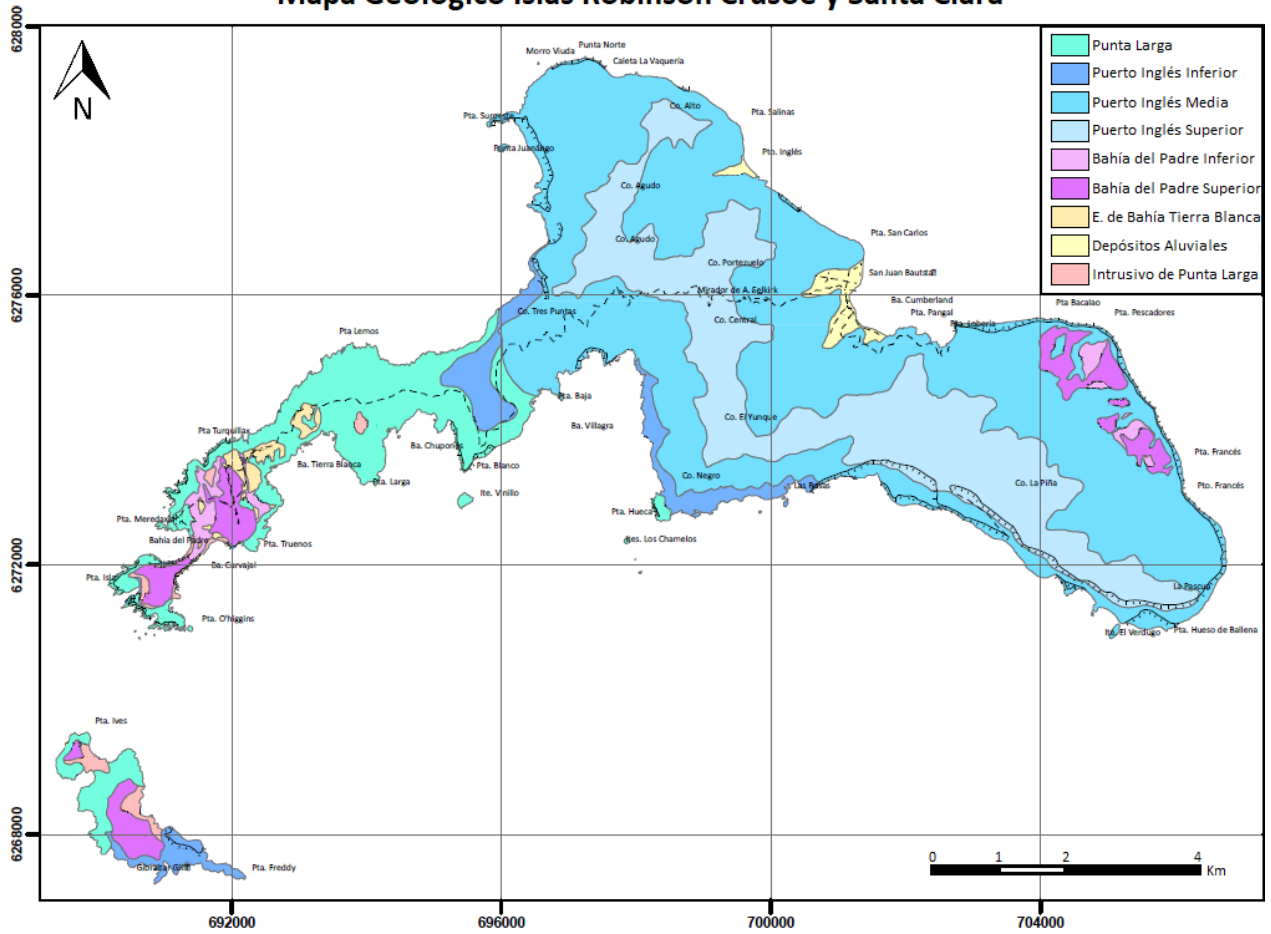 Mapa Geológico Islas Robinson Crusoe y Santa Clara
6280000
6276000
6272000
6268000
N
Punta Larga
Puerto Inglés Inferior
Puerto Inglés Media
Puerto Inglés Superior
Bahía del Padre Inferior
Bahía del Padre Superior
E. de Bahía Tierra Blanca
Depósitos Aluviales
Intrusivo de Punta Larga
Punta Norte
Morro Viuda
Caleta La Vaquería
Co. Alto
Pta. Salinas
Pta. Suroeste
Punta Juanango
Pto. Inglés
Co. Agudo
Co. Agudo
Pta. San Carlos
Co. Portezuelo
San Juan Bautista
Mirador de A. Selkirk
Ba. Cumberland
Pta. Pangal
Pta. Lobería
Pta Bacalao
Pta. Pescadores
Co. Tres Puntas
Co. Central
Pta Lemos
Pta. Baja
Ba. Villagra
Co. El Yunque
Pta Turquillax
Ba. Chupones
Ba. Tierra Blanca
Pta. Blanco
Pta. Larga
Ite. Vinillo
Co. Negro
Las Rosas
Co. La Piña
Pta. Francés
Pto. Francés
Pta. Meredaxia
Pta. Hueca
Bahía del Padre
Pta. Truenos
Ites. Los Chamelos
Ba. Carvajal
Pta. Isla
Pta. O'higgins
La Pascua
Ite. El Verdugo
Pta. Hueso de Ballena
Pta. Ives
Gibraltar Grill
Pta. Freddy
0 1 2 4
Km
692000 696000 700000 704000